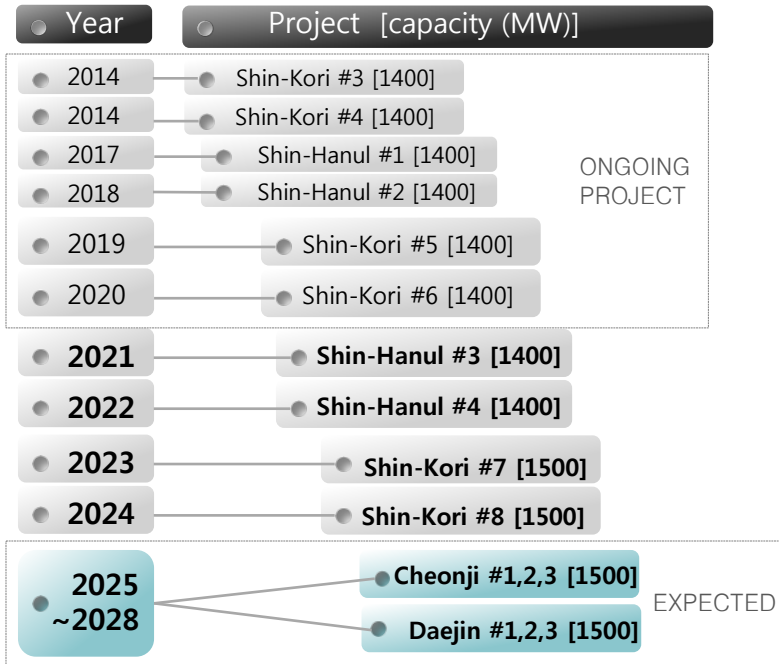 Year Project [capacity (MW)]
2014 Shin-Kori #3 [1400]
2014 Shin-Kori #4 [1400]
2017 Shin-Hanul #1 [1400]
2018 Shin-Hanul #2 [1400]
ONGOING
PROJECT
2019 Shin-Kori #5 [1400]
2020 Shin-Kori #6 [1400]
2021 Shin-Hanul #3 [1400]
2022 Shin-Hanul #4 [1400]
2023 Shin-Kori #7 [1500]
2024 Shin-Kori #8 [1500]
2025
~2028
Cheonji #1,2,3 [1500]
Daejin #1,2,3 [1500]
EXPECTED